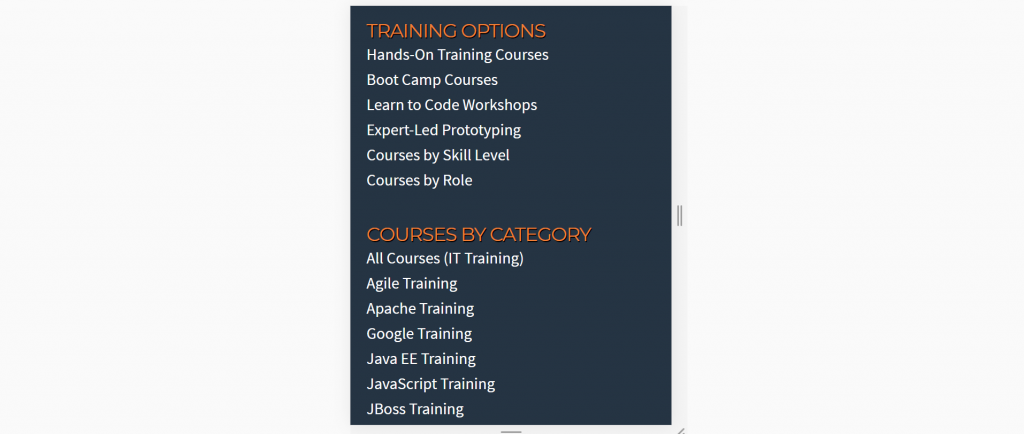 TRAINING OPTIONS
Hands-On Training Courses
Boot Camp Courses
Learn to Code Workshops
Expert-Led Prototyping
Courses by Skill Level
Courses by Role
COURSES BY CATEGORY
All Courses (IT Training)
Agile Training
Apache Training
Google Training
Java EE Training
JavaScript Training
JBoss Training